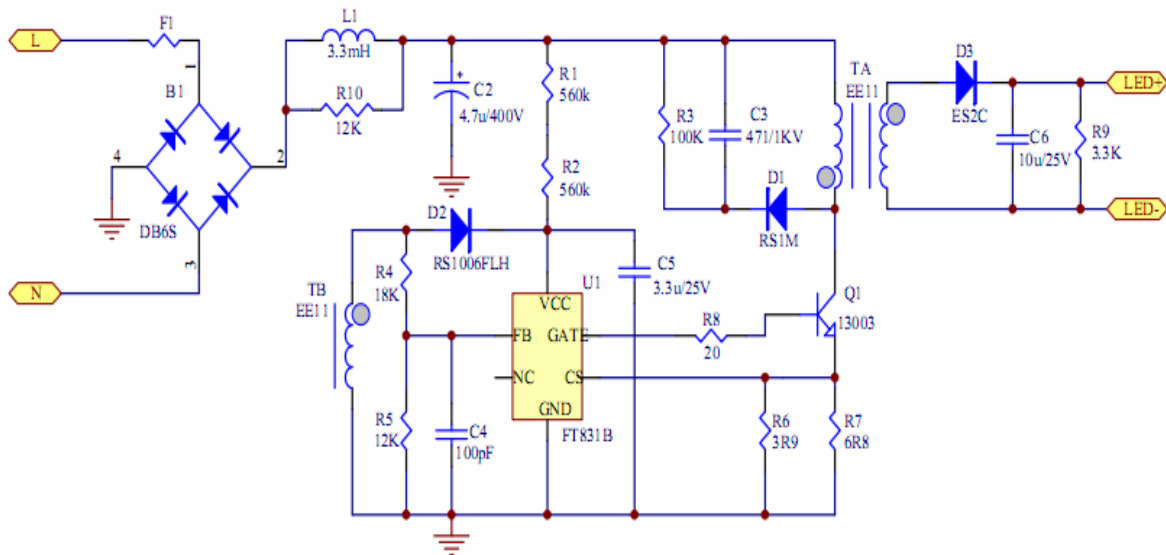 L
F1
1
B1
4
2
DB6S
3
N
L1
3.3mH
R10
12K
C2
+
4.7u/400V
R1
560k
R2
560k
R3
100K
C3
471/1KV
D1
RS1M
TA
EE11
D3
ES2C
C6
10u/25V
R9
3.3K
LED+
LED-
D2
RS1006FLH
C5
3.3u/25V
TB
EE11
R4
18K
R5
12K
C4
100pF
U1
VCC
FB
GATE
NC
CS
GND
FT831B
R8
20
Q1
13003
R6
3R9
R7
6R8